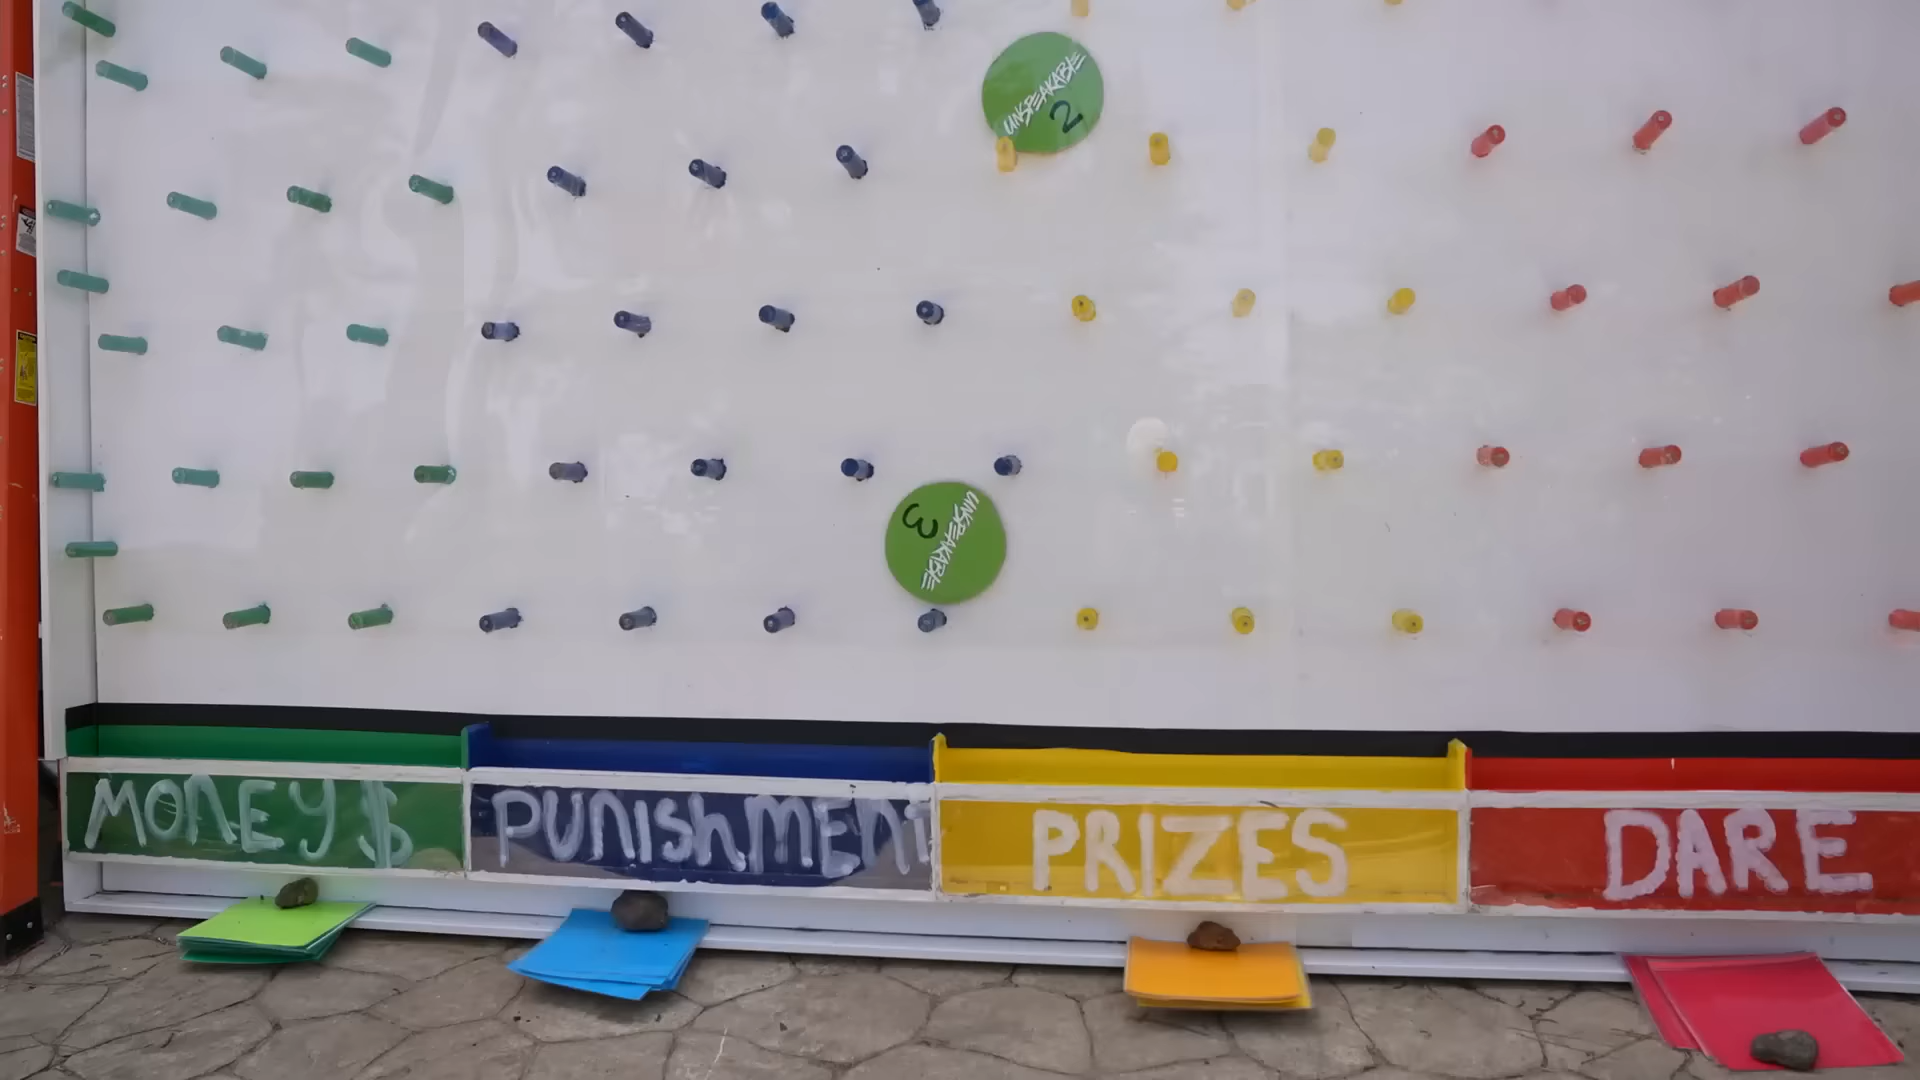 UNSPEAKABLE
2
3
UNSPEAKABLE
MONEY$
PUNISHMENT
PRIZES
DARE